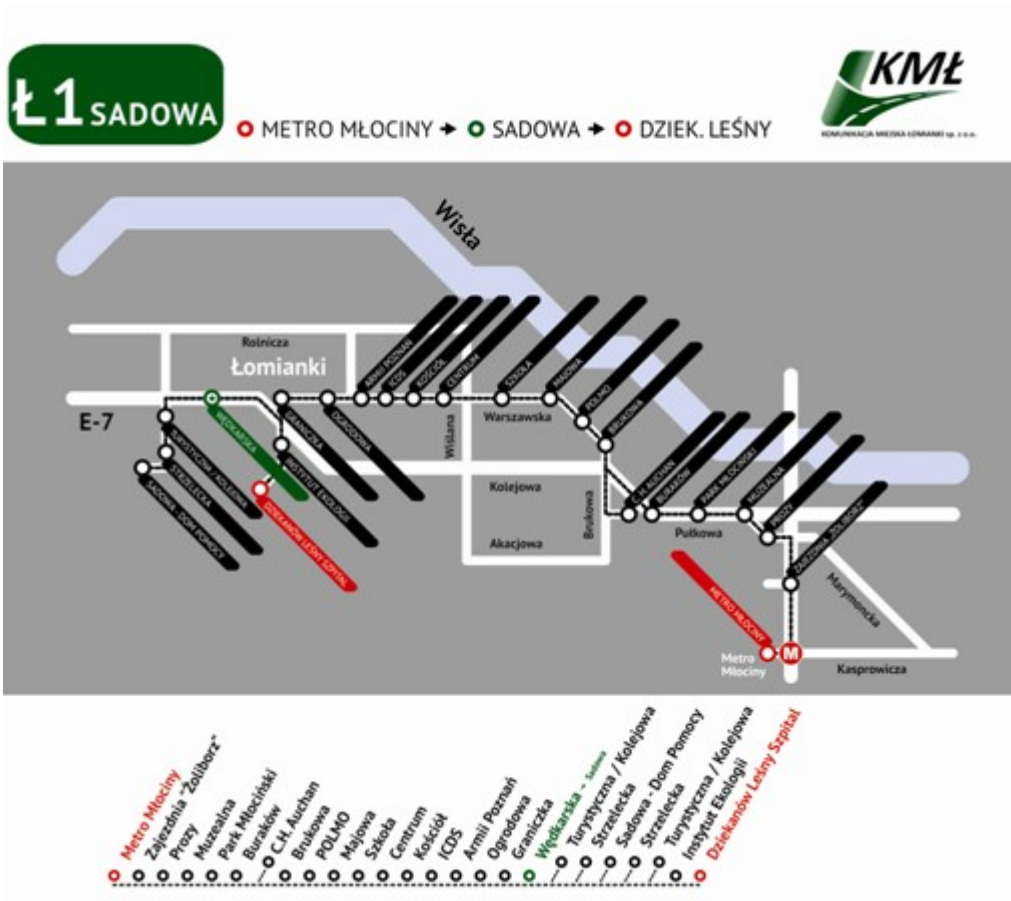 Ł1 SADOWA
METRO MŁOCINY → SADOWA → DZIEK. LEŚNY
KMŁ
KOMUNIKACJA MIEJSKA ŁOMIANKI sp. z o.o.
Wisła
Rolnicza
Łomianki
E-7
ARMII POZNAŃ
ICDS
KOŚCIÓŁ
CENTRUM
SZKOŁA
MAJOWA
POLMO
BRUKOWA
WĘDKARSKA
GRANICZKA
OGRODOWA
Wiślana
Warszawska
TURYSTYCZNA / KOLEJOWA
STRZELECKA
SADOWA - DOM POMOCY
INSTYTUT EKOLOGII
DZIEKANÓW LEŚNY SZPITAL
Kolejowa
Akacjowa
Brukowa
C.H. AUCHAN
BURAKÓW
PARK MŁOCIŃSKI
MUZEALNA
PROZY
ZAJEZDNIA "ŻOLIBORZ"
Pułkowa
Marymoncka
METRO MŁOCINY
M
Metro
Młociny
Kasprowicza
Metro Młociny
Zajezdnia "Żoliborz"
Prozy
Muzealna
Park Młociński
Buraków
C.H. Auchan
Brukowa
POLMO
Majowa
Szkoła
Centrum
Kościół
ICDS
Armii Poznań
Ogrodowa
Graniczka
Wędkarska - Sadowa
Turystyczna / Kolejowa
Strzelecka
Sadowa - Dom Pomocy
Strzelecka
Turystyczna / Kolejowa
Instytut Ekologii
Dziekanów Leśny Szpital